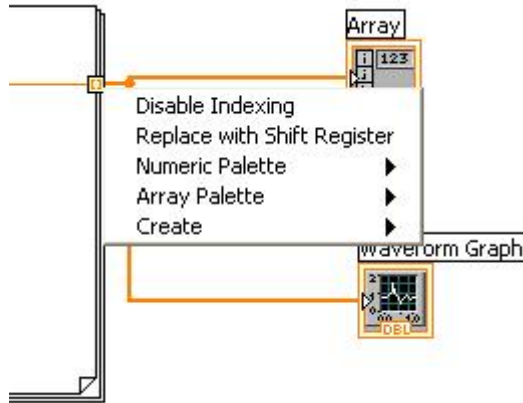 Array
123
Disable Indexing
Replace with Shift Register
Numeric Palette
Array Palette
Create
Waveform Graph
DBL